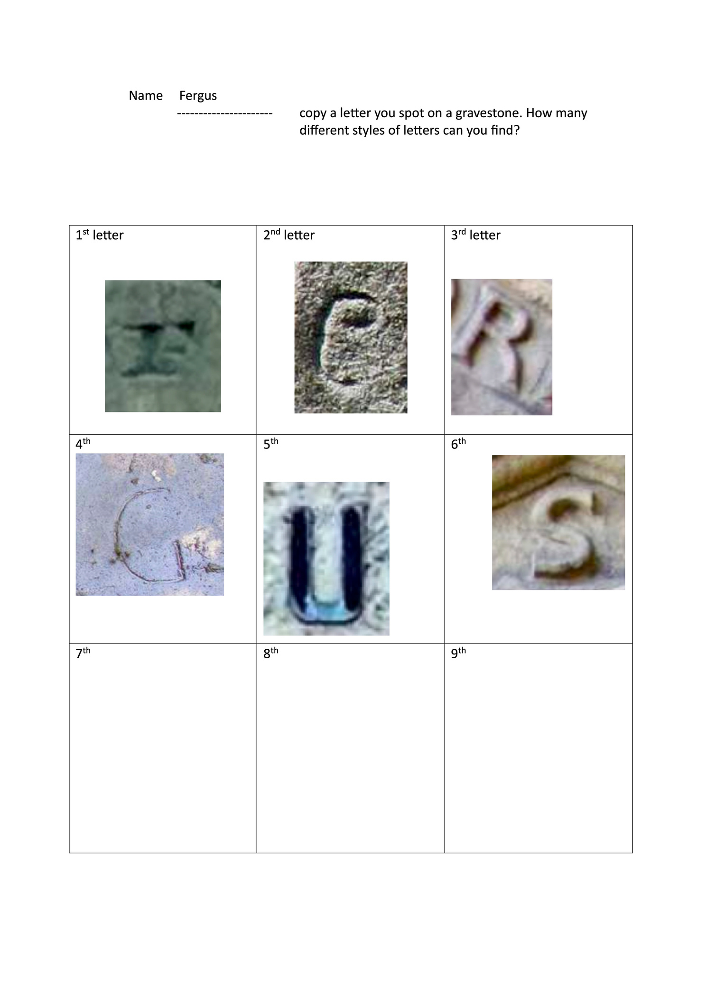 Name Fergus
----------------------
copy a letter you spot on a gravestone. How many
different styles of letters can you find?
1st letter
2nd letter
3rd letter
F
e
R
4th
5th
6th
G
U
S
7th
8th
9th